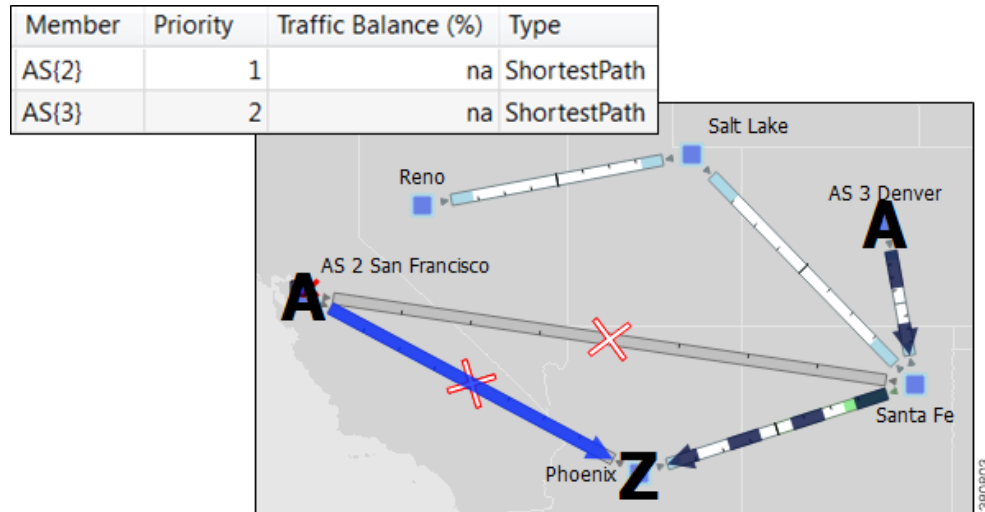 Member Priority Traffic Balance (%) Type
AS{2} 1 na ShortestPath
AS{3} 2 na ShortestPath
Salt Lake
Reno
AS 3 Denver
A
AS 2 San Francisco
A
Santa Fe
Phoenix Z
380803